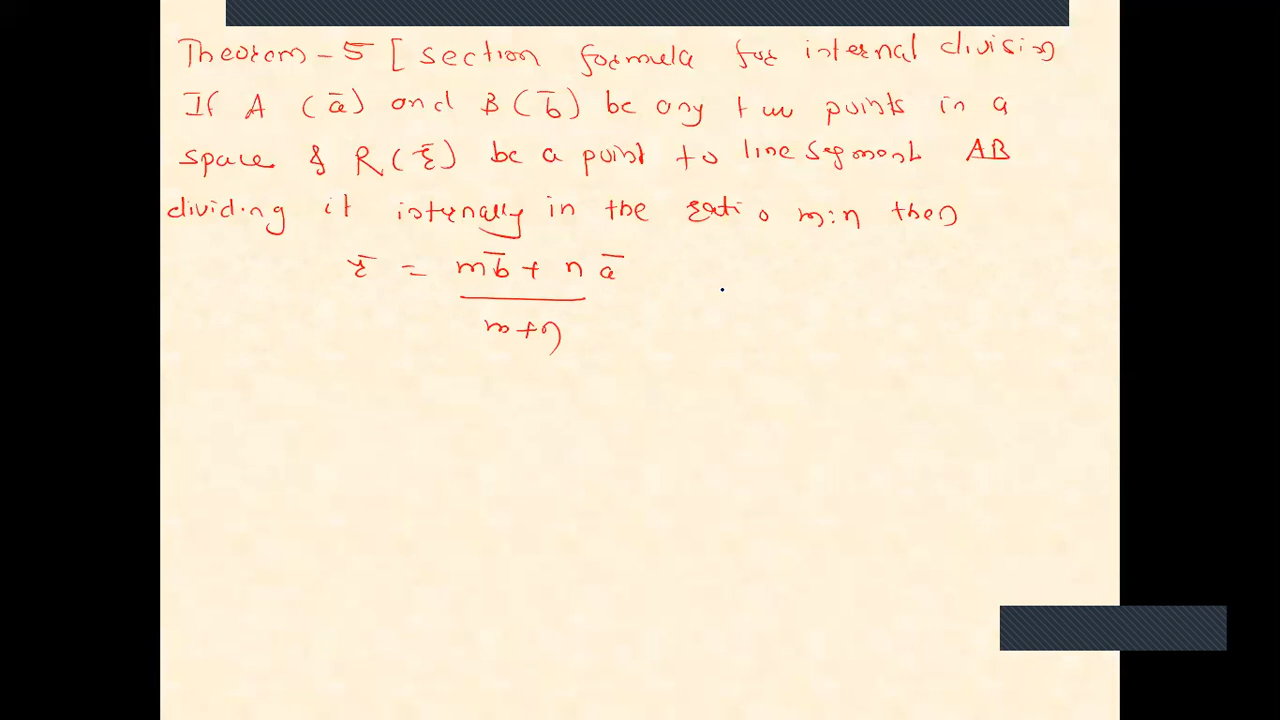 Theorem - 5 [ section formula for internal division
If A (a̅) and B (b̅) be any two points in a
space & R (r̅) be a point to line segment AB
dividing it internally in the ratio m:n then
r̅ = mb̅ + na̅
m+n